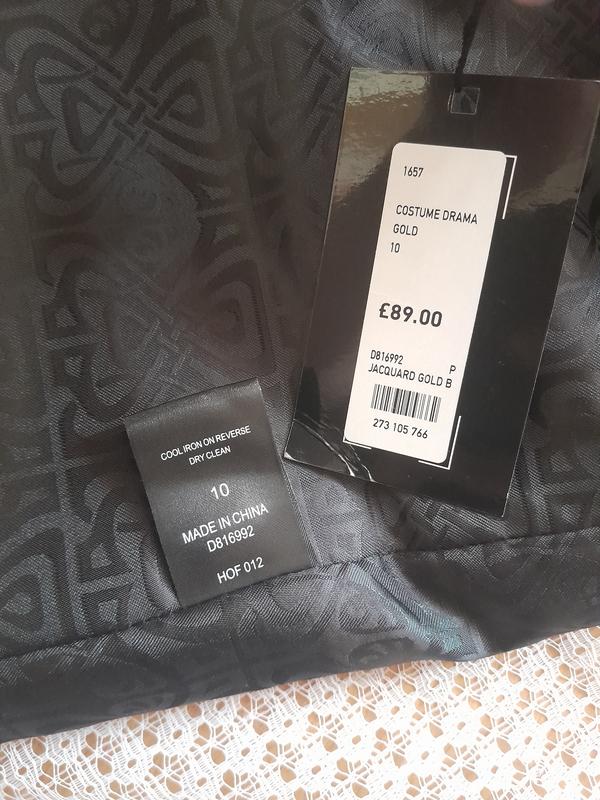 1657
COSTUME DRAMA
GOLD
10
£89.00
D816992 P
JACQUARD GOLD B
273 105 766
COOL IRON ON REVERSE
DRY CLEAN
10
MADE IN CHINA
D816992
HOF 012